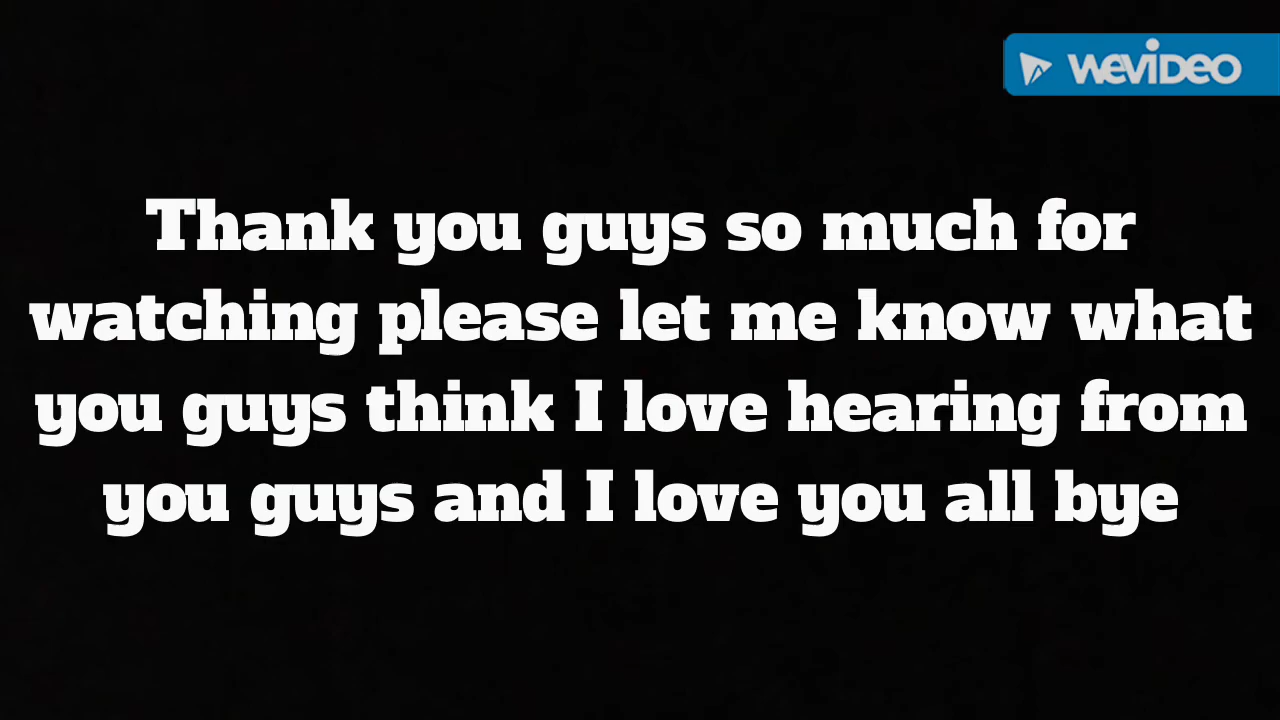 WEVIDEO
Thank you guys so much for
watching please let me know what
you guys think I love hearing from
you guys and I love you all bye